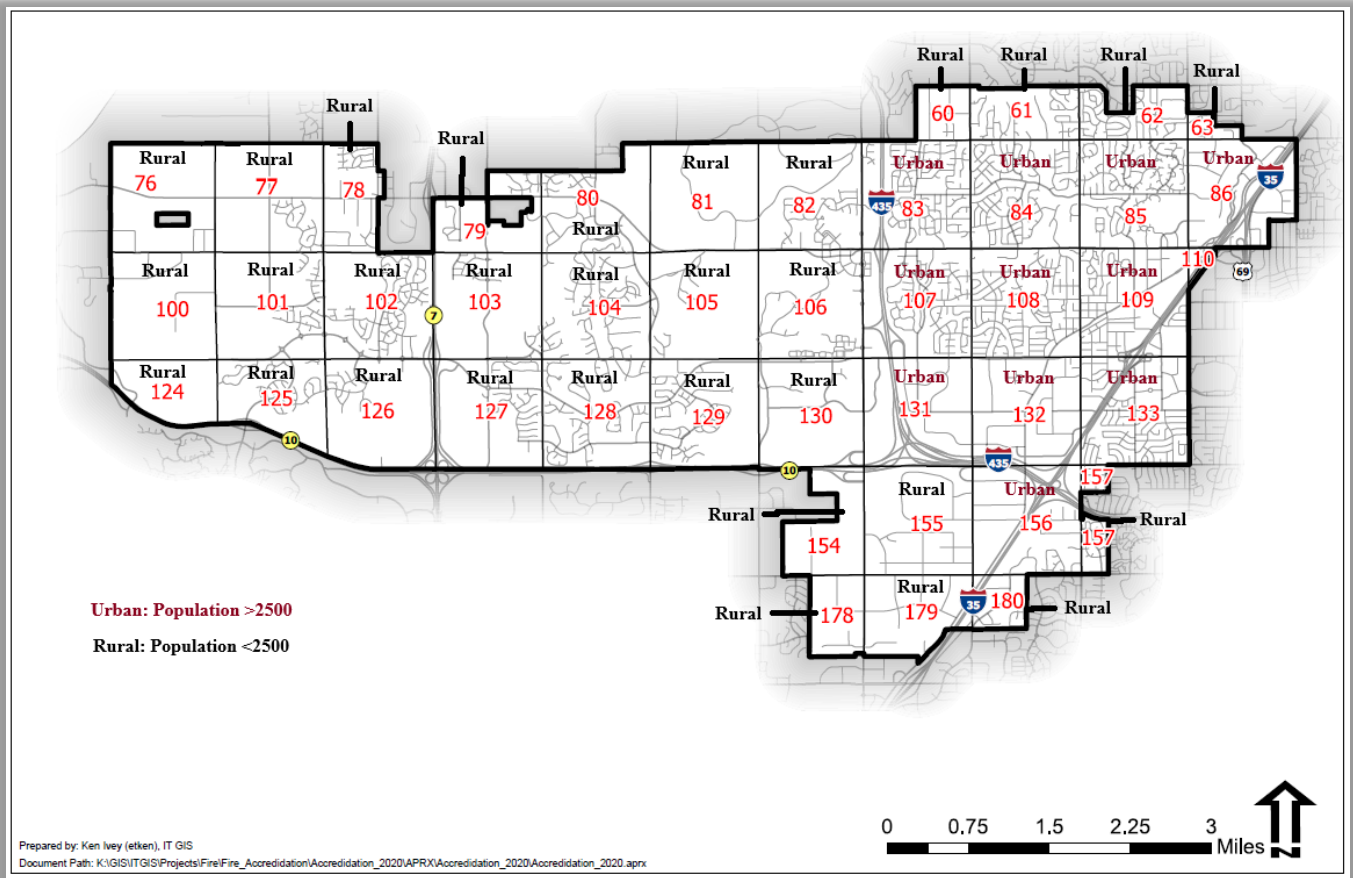 Rural
Rural
Rural
Rural
60
61
62
63
Rural
Rural
Rural
Rural
76
77
78
79
80
Rural
Rural
81
Rural
82
Urban
435
83
Urban
84
Urban
85
Urban
86
35
110
69
Rural
100
Rural
101
Rural
102
7
Rural
103
Rural
104
Rural
105
Rural
106
Urban
107
Urban
108
Urban
109
Rural
124
Rural
125
Rural
126
Rural
127
Rural
128
Rural
129
Rural
130
Urban
131
Urban
132
Urban
133
10
10
435
157
Rural
155
Urban
156
Rural
154
Rural
157
Rural
178
Rural
179
35
180
Rural
Urban: Population >2500
Rural: Population <2500
0 0.75 1.5 2.25 3
Miles
N
Prepared by: Ken Ivey (etken), IT GIS
Document Path: K:\GIS\ITGIS\Projects\Fire\Fire_Accredidation\Accredidation_2020\APRX\Accredidation_2020\Accredidation_2020.aprx